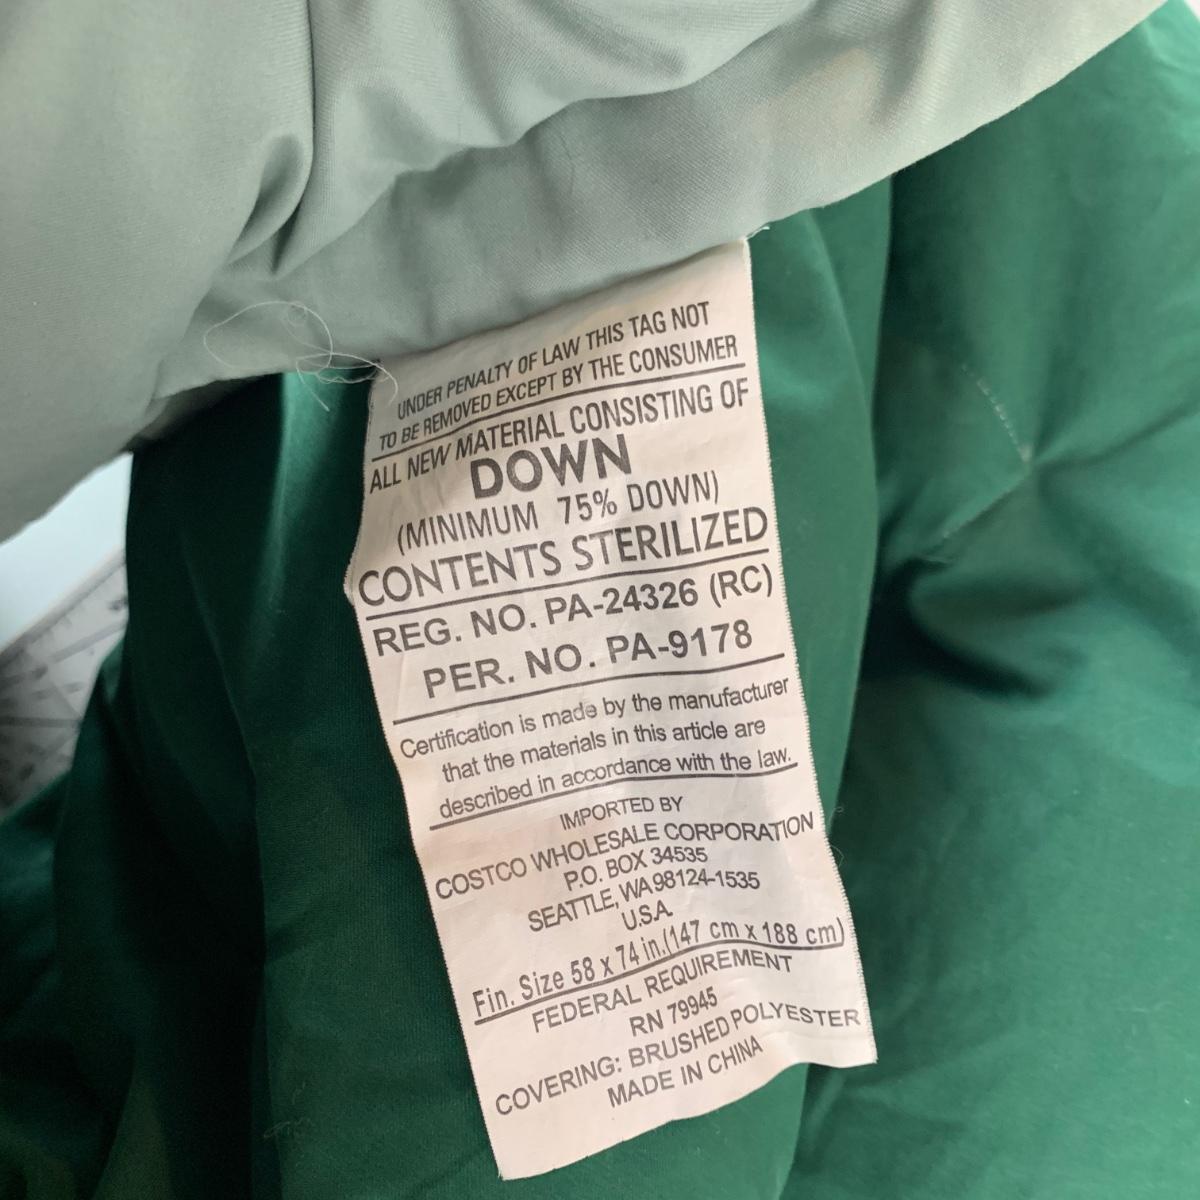 UNDER PENALTY OF LAW THIS TAG NOT
TO BE REMOVED EXCEPT BY THE CONSUMER
ALL NEW MATERIAL CONSISTING OF
DOWN
(MINIMUM 75% DOWN)
CONTENTS STERILIZED
REG. NO. PA-24326 (RC)
PER. NO. PA-9178
Certification is made by the manufacturer
that the materials in this article are
described in accordance with the law.
IMPORTED BY
COSTCO WHOLESALE CORPORATION
P.O. BOX 34535
SEATTLE, WA 98124-1535
U.S.A.
Fin. Size 58 x 74 in.(147 cm x 188 cm)
FEDERAL REQUIREMENT
RN 79945
COVERING: BRUSHED POLYESTER
MADE IN CHINA